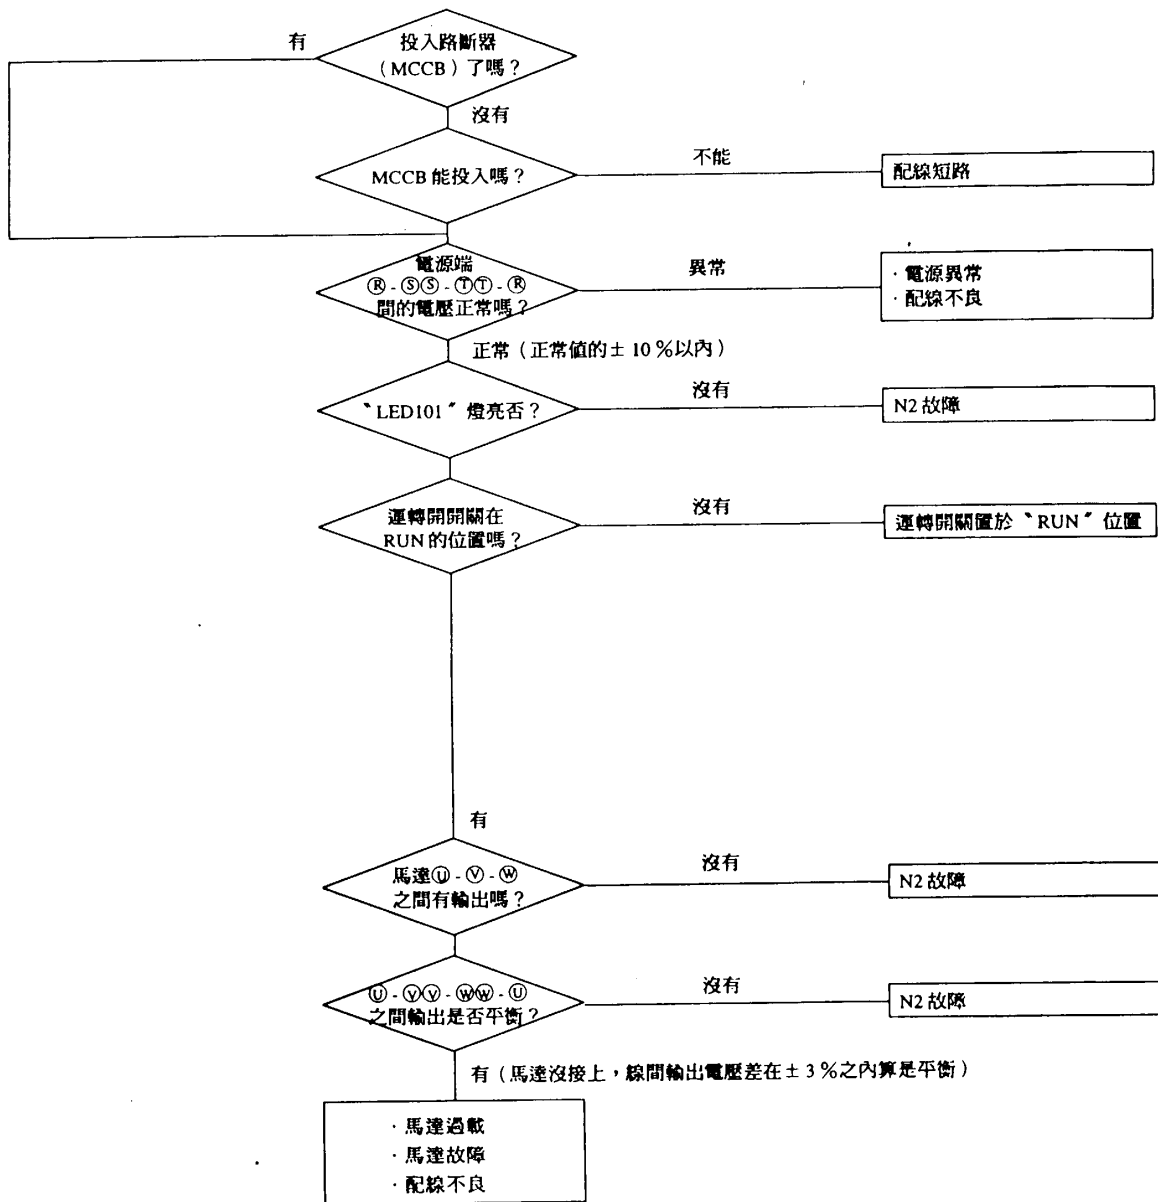 投入路斷器
（MCCB）了嗎？
有
沒有
MCCB 能投入嗎？
不能
配線短路
電源端
Ⓡ - ⓈⓈ - ⓉⓉ - Ⓡ
間的電壓正常嗎？
異常
· 電源異常
· 配線不良
正常（正常值的± 10 %以內）
〝LED101〞燈亮否？
沒有
N2 故障
運轉開開關在
RUN 的位置嗎？
沒有
運轉開關置於〝RUN〞位置
有
馬達Ⓤ - Ⓥ - Ⓦ
之間有輸出嗎？
沒有
N2 故障
Ⓤ - ⓋⓋ - ⓌⓌ - Ⓤ
之間輸出是否平衡？
沒有
N2 故障
有（馬達沒接上，線間輸出電壓差在± 3 %之內算是平衡）
· 馬達過載
· 馬達故障
· 配線不良